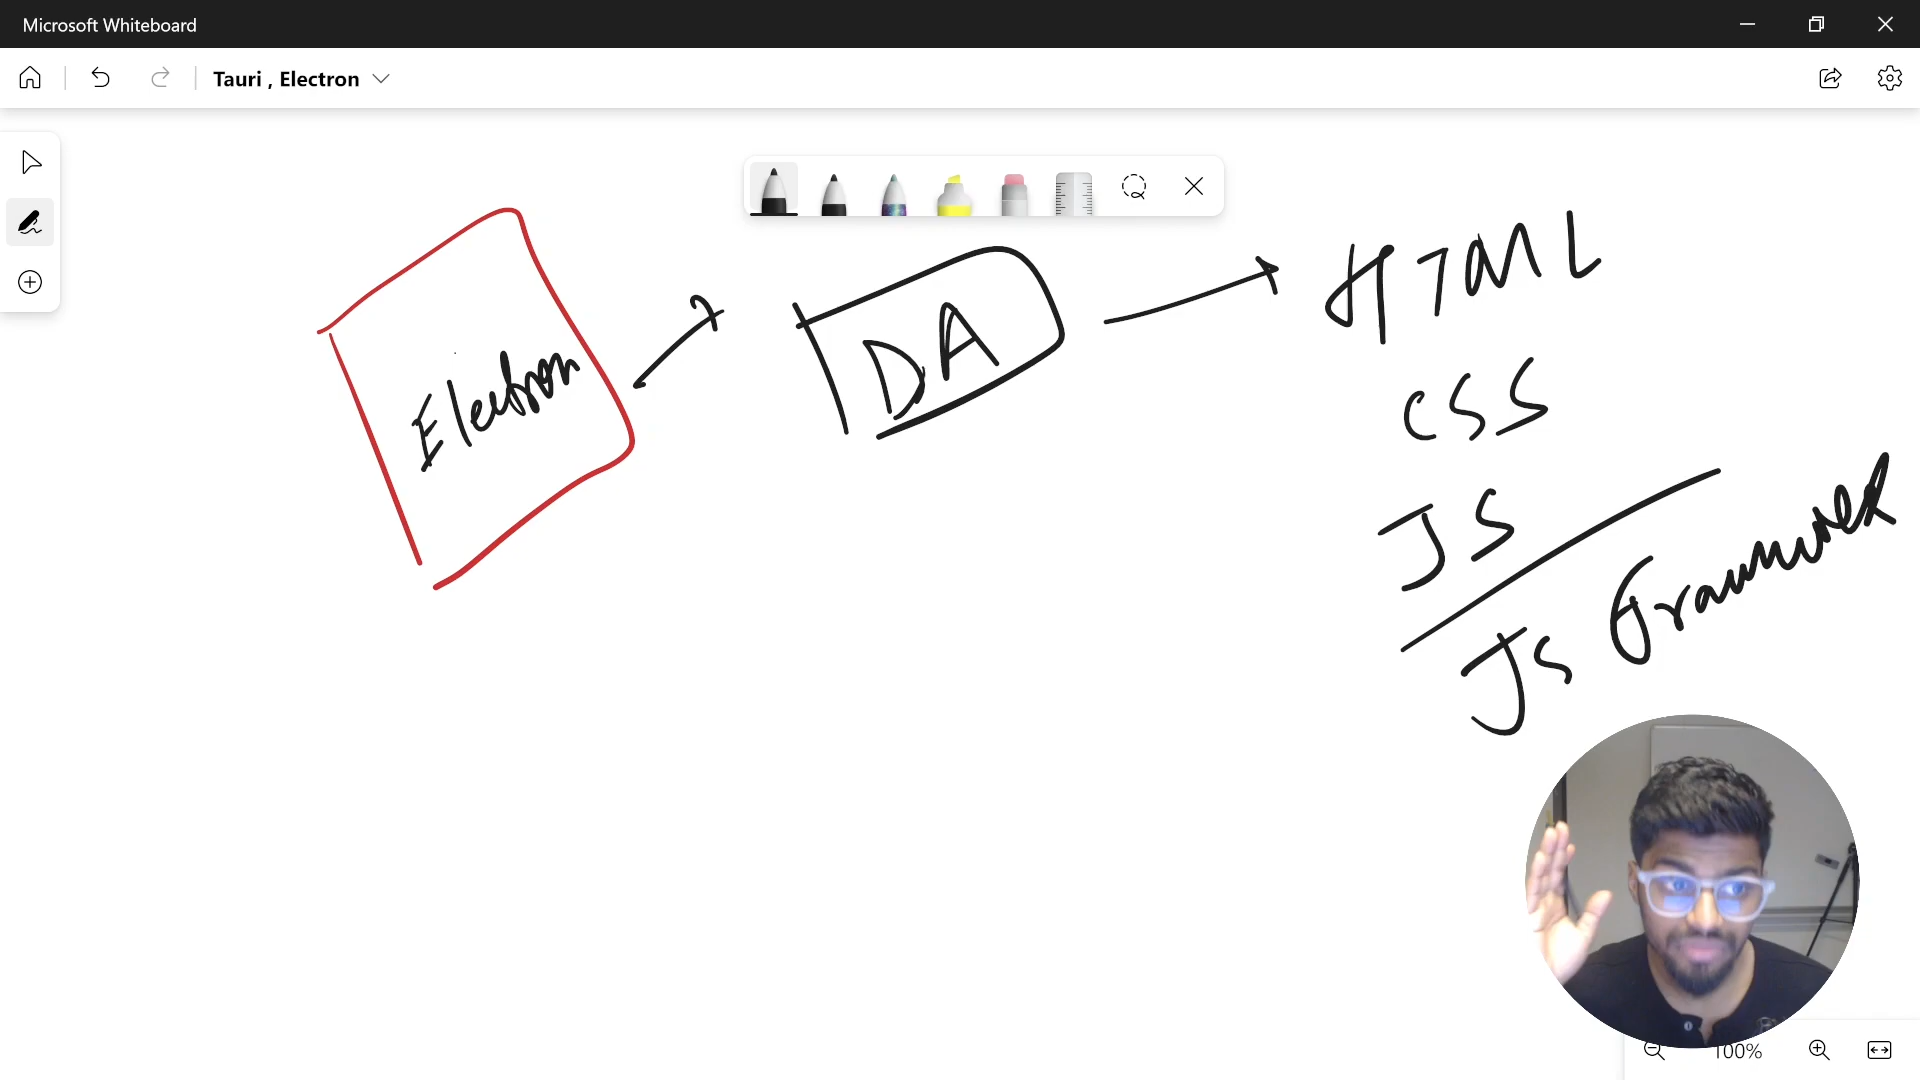 Microsoft Whiteboard
Tauri , Electron
Electron
DA
HTML
CSS
JS
JS Framework
100%